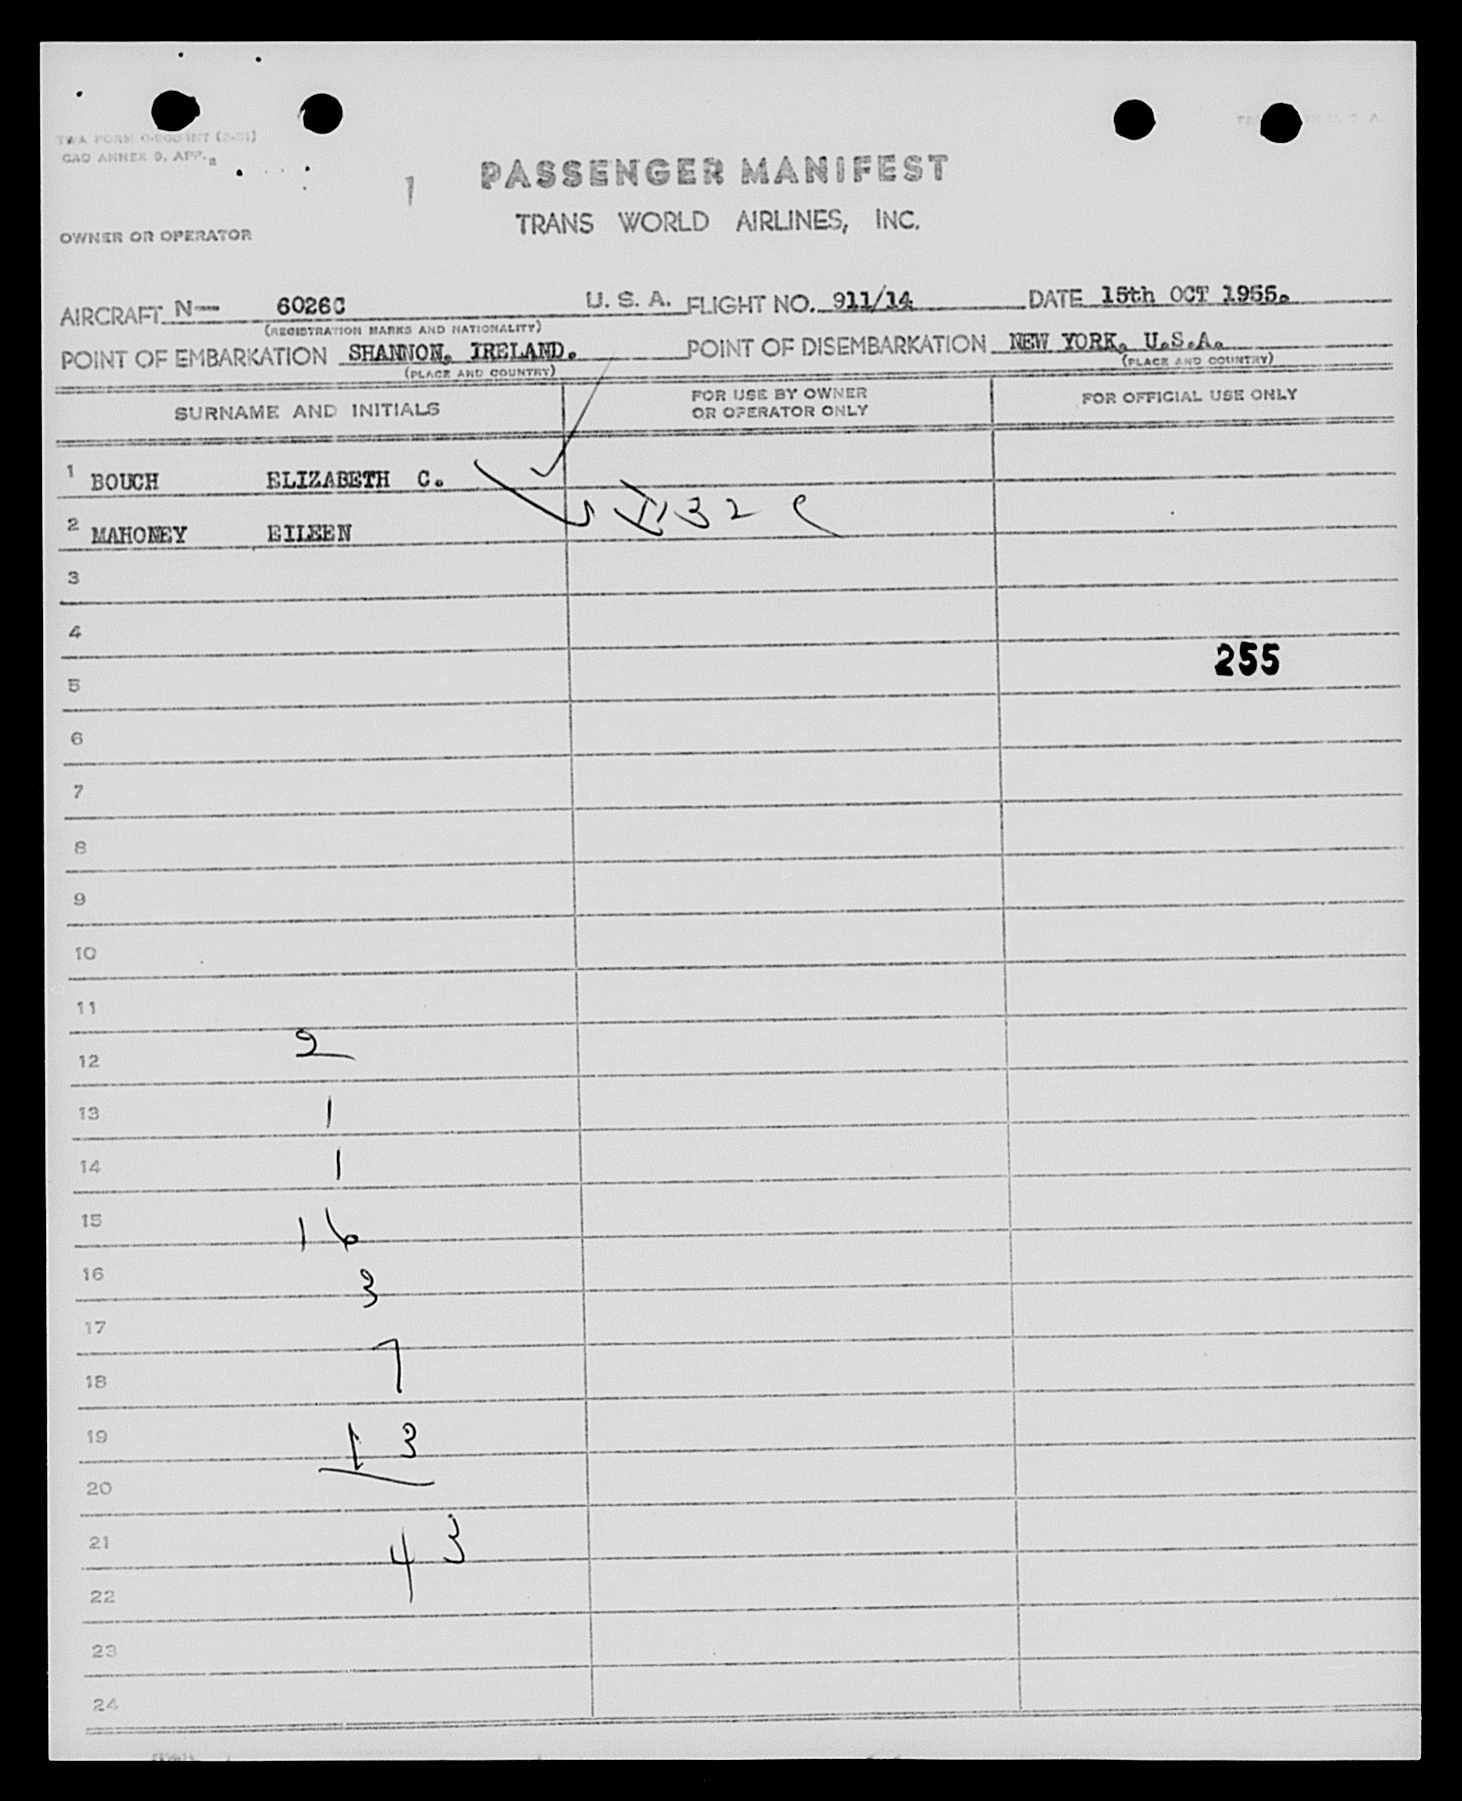 CAO ANNEX 9, APP.
PASSENGER MANIFEST
TRANS WORLD AIRLINES, INC.
OWNER OR OPERATOR
AIRCRAFT N— 6026C U. S. A. FLIGHT NO. 911/14 DATE 15th OCT 1955.
(REGISTRATION MARKS AND NATIONALITY)
POINT OF EMBARKATION SHANNON. IRELAND. POINT OF DISEMBARKATION NEW YORK. U.S.A.
(PLACE AND COUNTRY) (PLACE AND COUNTRY)
SURNAME AND INITIALS FOR USE BY OWNER OR OPERATOR ONLY FOR OFFICIAL USE ONLY
1 BOUCH ELIZABETH C.
2 MAHONEY EILEEN
3
4
255
5
6
7
8
9
10
11
12 2
13 1
14 1
15 16
16 3
17
18 7
19 13
20
21 43
22
23
24